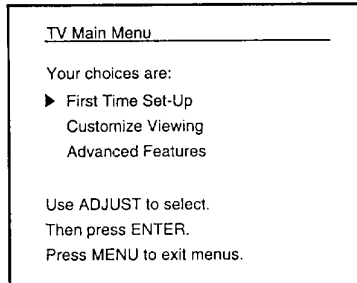 TV Main Menu
Your choices are:
▶ First Time Set-Up
Customize Viewing
Advanced Features
Use ADJUST to select.
Then press ENTER.
Press MENU to exit menus.